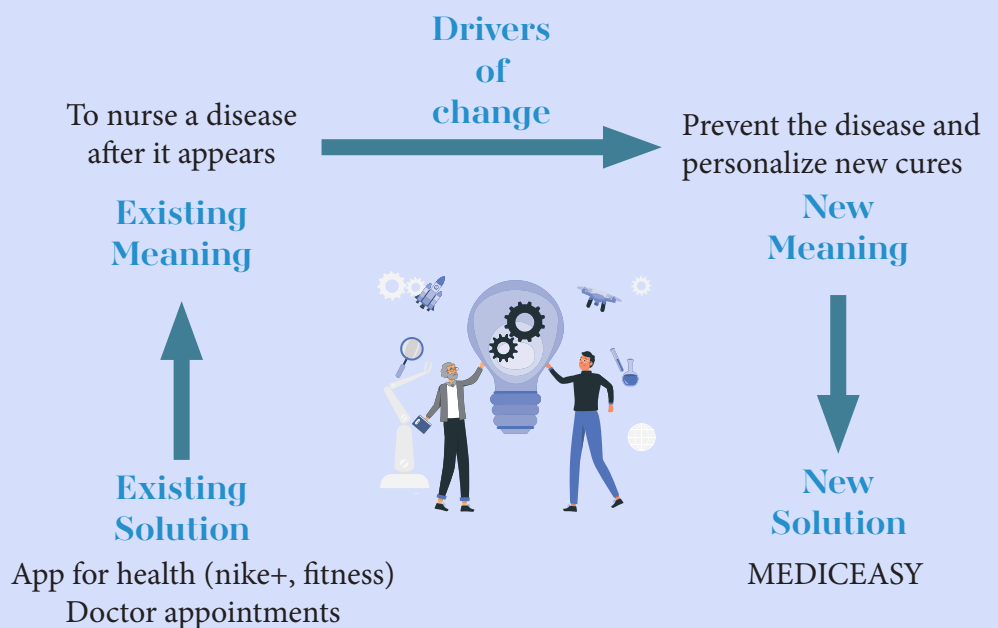 Drivers
of
change
To nurse a disease
after it appears
Prevent the disease and
personalize new cures
Existing
Meaning
New
Meaning
Existing
Solution
New
Solution
App for health (nike+, fitness)
Doctor appointments
MEDICEASY